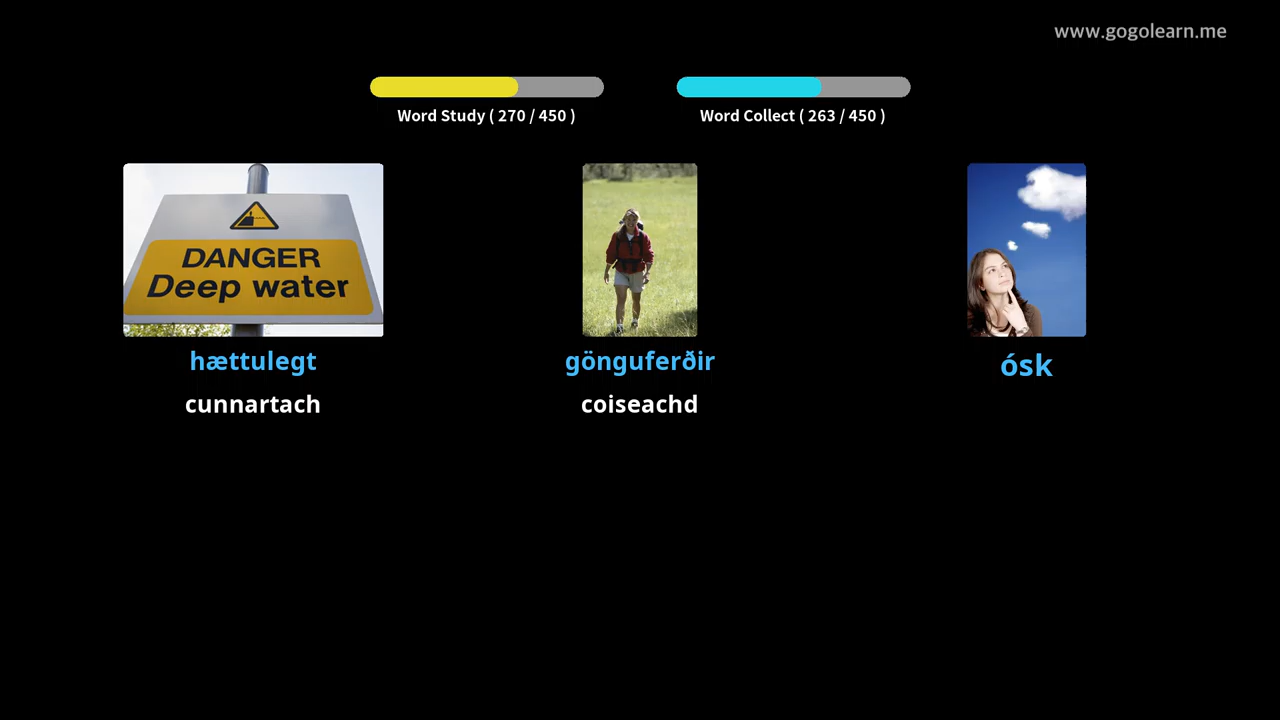 www.gogolearn.me
Word Study ( 270 / 450 )
Word Collect ( 263 / 450 )
DANGER
Deep water
hættulegt
gönguferðir
ósk
cunnartach
coiseachd